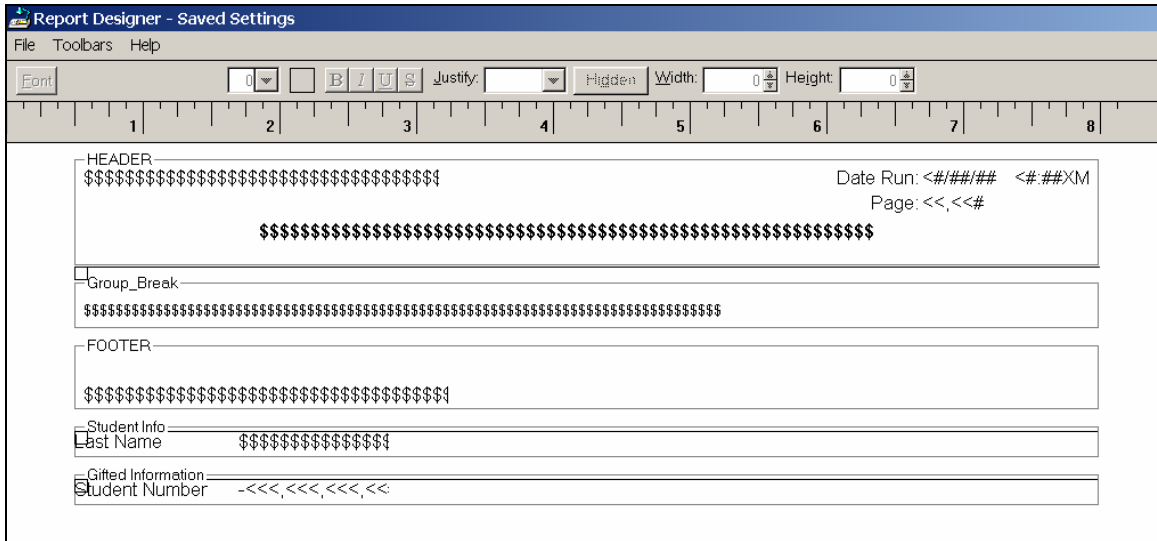 Report Designer - Saved Settings
File Toolbars Help
Font 0 B I U S Justify: Hidden Width: 0 Height: 0
1 2 3 4 5 6 7 8
HEADER
$$$$$$$$$$$$$$$$$$$$$$$$$$$$$$$$$$$ Date Run: <#/##/## <#:##XM
Page: <<,<<#
$$$$$$$$$$$$$$$$$$$$$$$$$$$$$$$$$$$$$$$$$$$$$$$$$$$$$$$$$$$$
Group_Break
$$$$$$$$$$$$$$$$$$$$$$$$$$$$$$$$$$$$$$$$$$$$$$$$$$$$$$$$$$$$$$$$$$$$$$$$$$$$$$$$
FOOTER
$$$$$$$$$$$$$$$$$$$$$$$$$$$$$$$$$$$$
Student Info
Last Name $$$$$$$$$$$$$$$
Gifted Information
Student Number -<<<,<<<,<<<,<<